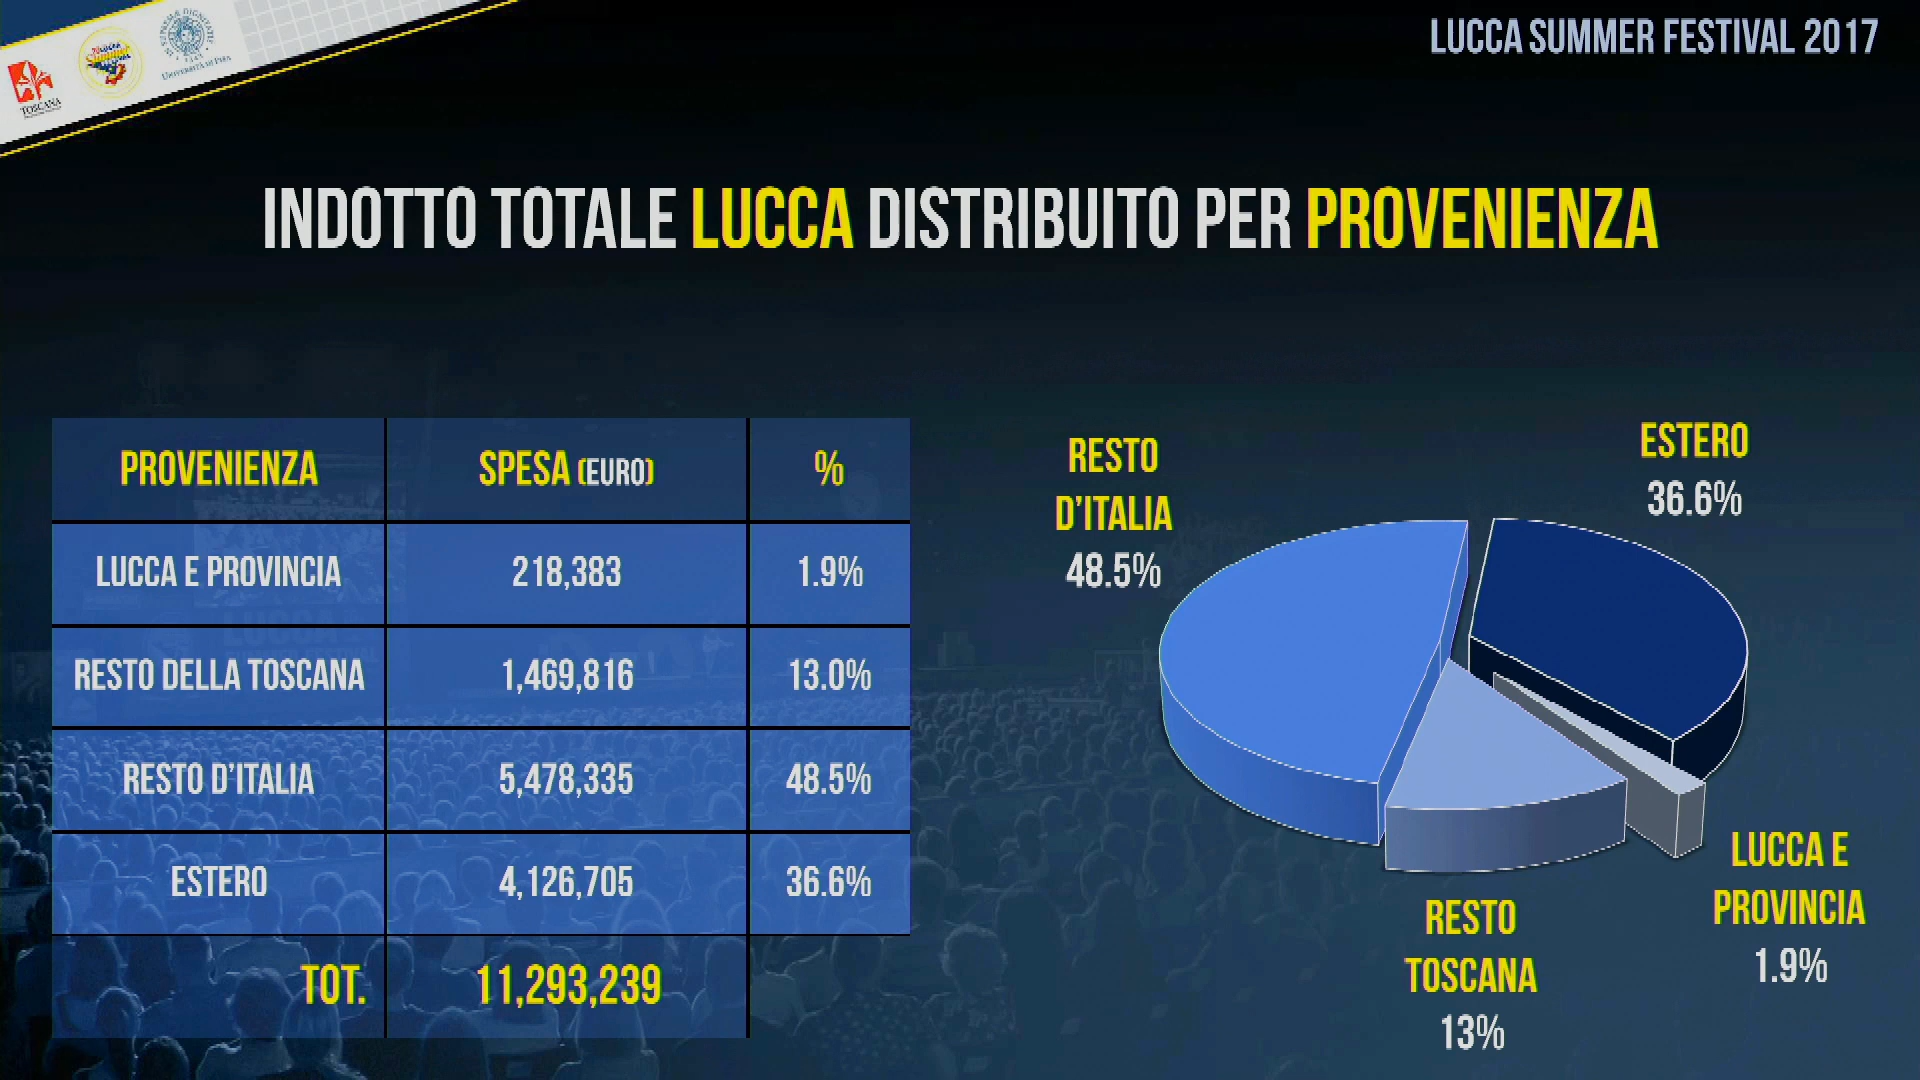 TOSCANA
UNIVERSITÀ DI PISA
LUCCA SUMMER FESTIVAL 2017
INDOTTO TOTALE LUCCA DISTRIBUITO PER PROVENIENZA
PROVENIENZA SPESA (EURO) %
LUCCA E PROVINCIA 218,383 1.9%
RESTO DELLA TOSCANA 1,469,816 13.0%
RESTO D'ITALIA 5,478,335 48.5%
ESTERO 4,126,705 36.6%
TOT. 11,293,239
RESTO
D'ITALIA
48.5%
ESTERO
36.6%
LUCCA E
PROVINCIA
1.9%
RESTO
TOSCANA
13%